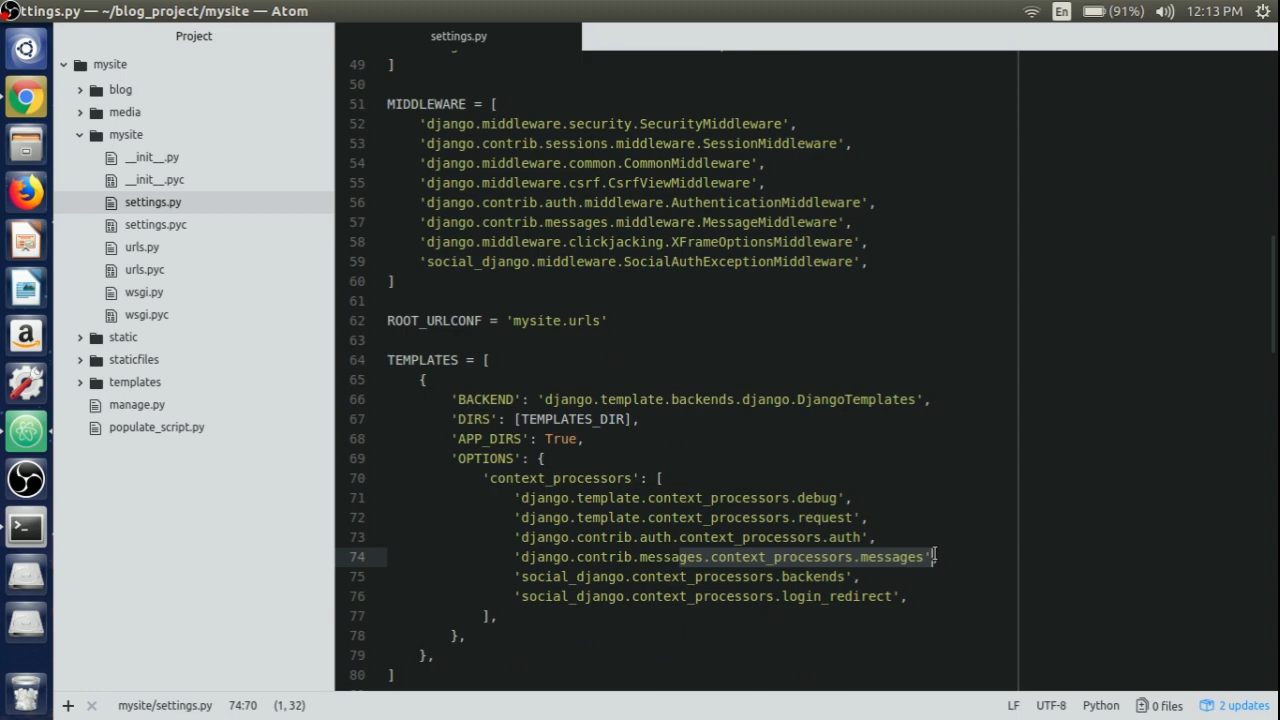 ttings.py — ~/blog_project/mysite — Atom
En
(91%)
12:13 PM
Project
mysite
blog
media
mysite
__init__.py
__init__.pyc
settings.py
settings.pyc
urls.py
urls.pyc
wsgi.py
wsgi.pyc
static
staticfiles
templates
manage.py
populate_script.py
settings.py
49 ]
50
51 MIDDLEWARE = [
52 'django.middleware.security.SecurityMiddleware',
53 'django.contrib.sessions.middleware.SessionMiddleware',
54 'django.middleware.common.CommonMiddleware',
55 'django.middleware.csrf.CsrfViewMiddleware',
56 'django.contrib.auth.middleware.AuthenticationMiddleware',
57 'django.contrib.messages.middleware.MessageMiddleware',
58 'django.middleware.clickjacking.XFrameOptionsMiddleware',
59 'social_django.middleware.SocialAuthExceptionMiddleware',
60 ]
61
62 ROOT_URLCONF = 'mysite.urls'
63
64 TEMPLATES = [
65 {
66 'BACKEND': 'django.template.backends.django.DjangoTemplates',
67 'DIRS': [TEMPLATES_DIR],
68 'APP_DIRS': True,
69 'OPTIONS': {
70 'context_processors': [
71 'django.template.context_processors.debug',
72 'django.template.context_processors.request',
73 'django.contrib.auth.context_processors.auth',
74 'django.contrib.messages.context_processors.messages',
75 'social_django.context_processors.backends',
76 'social_django.context_processors.login_redirect',
77 ],
78 },
79 },
80 ]
mysite/settings.py 74:70 (1, 32)
LF UTF-8 Python 0 files 2 updates